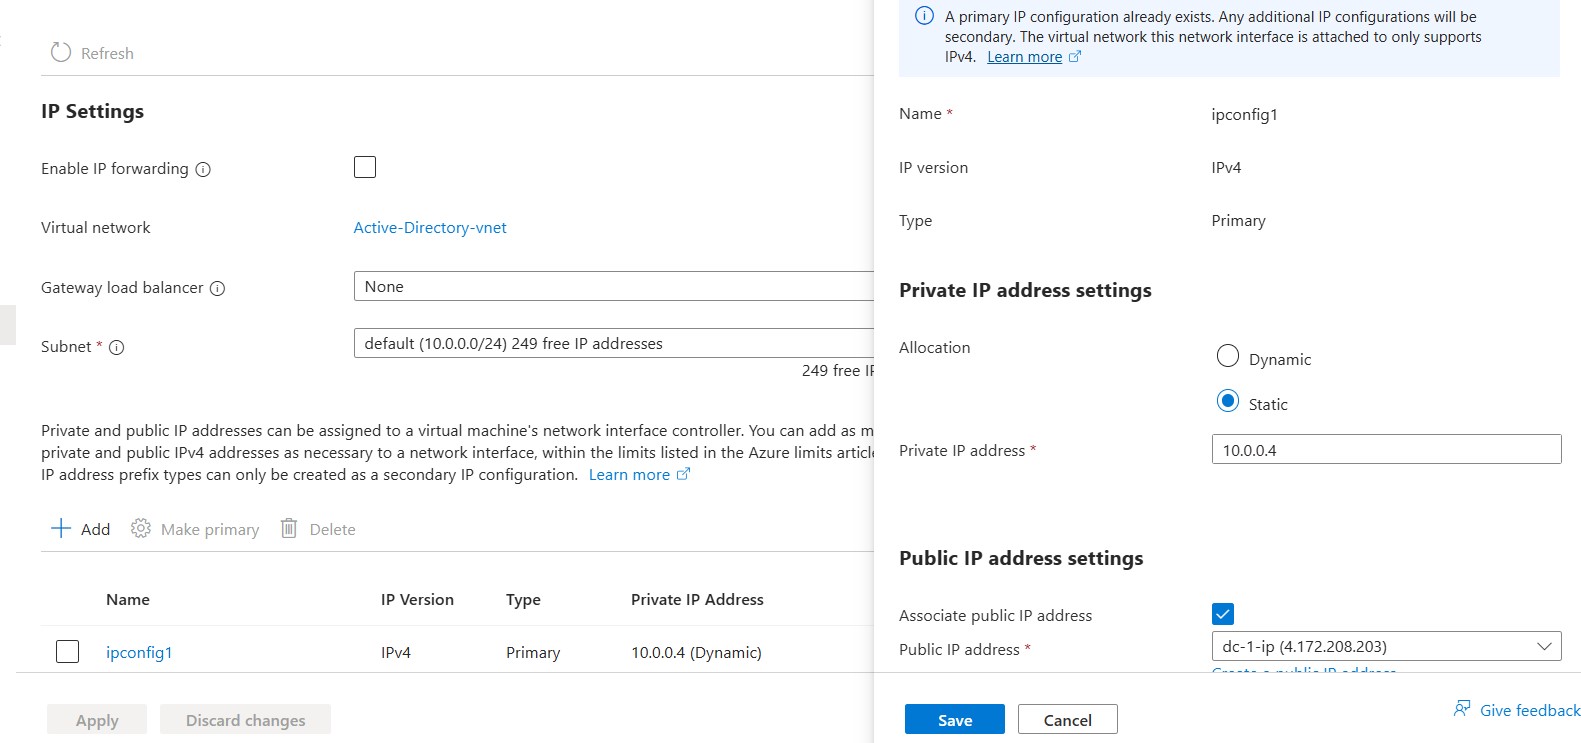 Refresh
IP Settings
Enable IP forwarding
Virtual network
Active-Directory-vnet
Gateway load balancer
None
Subnet *
default (10.0.0.0/24) 249 free IP addresses
249 free
Private and public IP addresses can be assigned to a virtual machine's network interface controller. You can add as m
private and public IPv4 addresses as necessary to a network interface, within the limits listed in the Azure limits article
IP address prefix types can only be created as a secondary IP configuration. Learn more
Add Make primary Delete
Name IP Version Type Private IP Address
ipconfig1 IPv4 Primary 10.0.0.4 (Dynamic)
Apply Discard changes
A primary IP configuration already exists. Any additional IP configurations will be
secondary. The virtual network this network interface is attached to only supports
IPv4. Learn more
Name * ipconfig1
IP version IPv4
Type Primary
Private IP address settings
Allocation
Dynamic
Static
Private IP address * 10.0.0.4
Public IP address settings
Associate public IP address
Public IP address * dc-1-ip (4.172.208.203)
Create a public IP address
Save Cancel
Give feedback